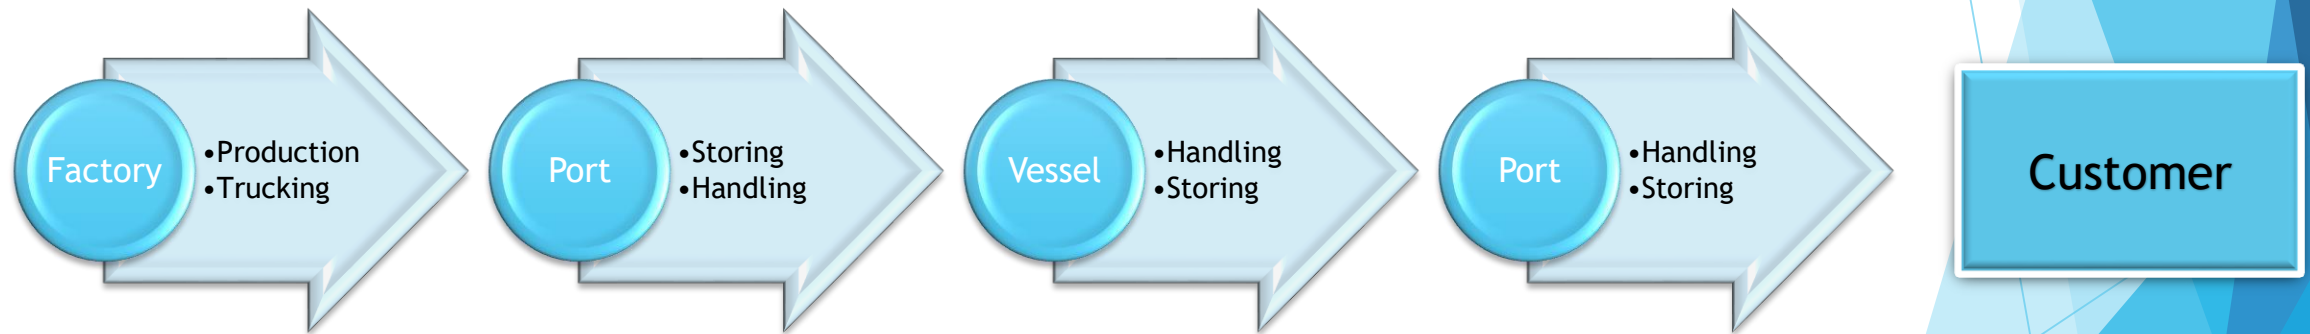 Factory
•Production
•Trucking
Port
•Storing
•Handling
Vessel
•Handling
•Storing
Port
•Handling
•Storing
Customer